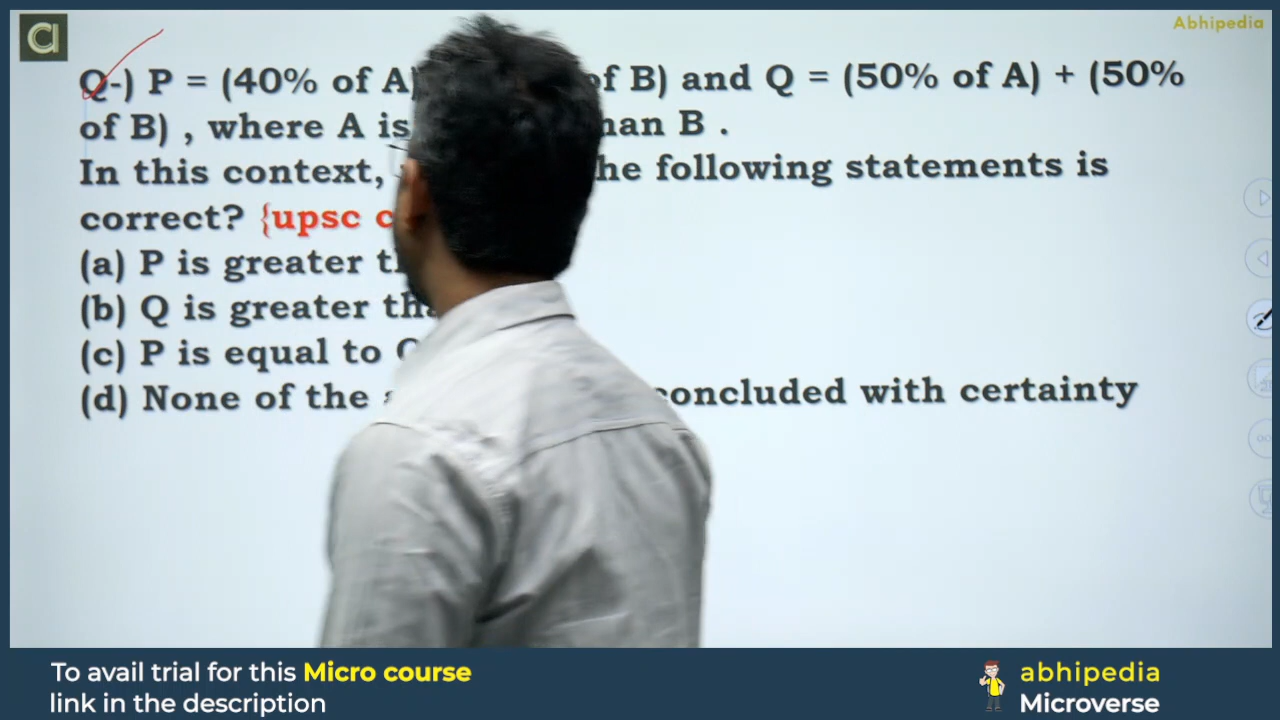 Abhipedia
Q-) P = (40% of A) of B) and Q = (50% of A) + (50%
of B) , where A is han B .
In this context, he following statements is
correct? {upsc c
(a) P is greater th
(b) Q is greater tha
(c) P is equal to Q
(d) None of the concluded with certainty
To avail trial for this Micro course
link in the description
abhipedia
Microverse